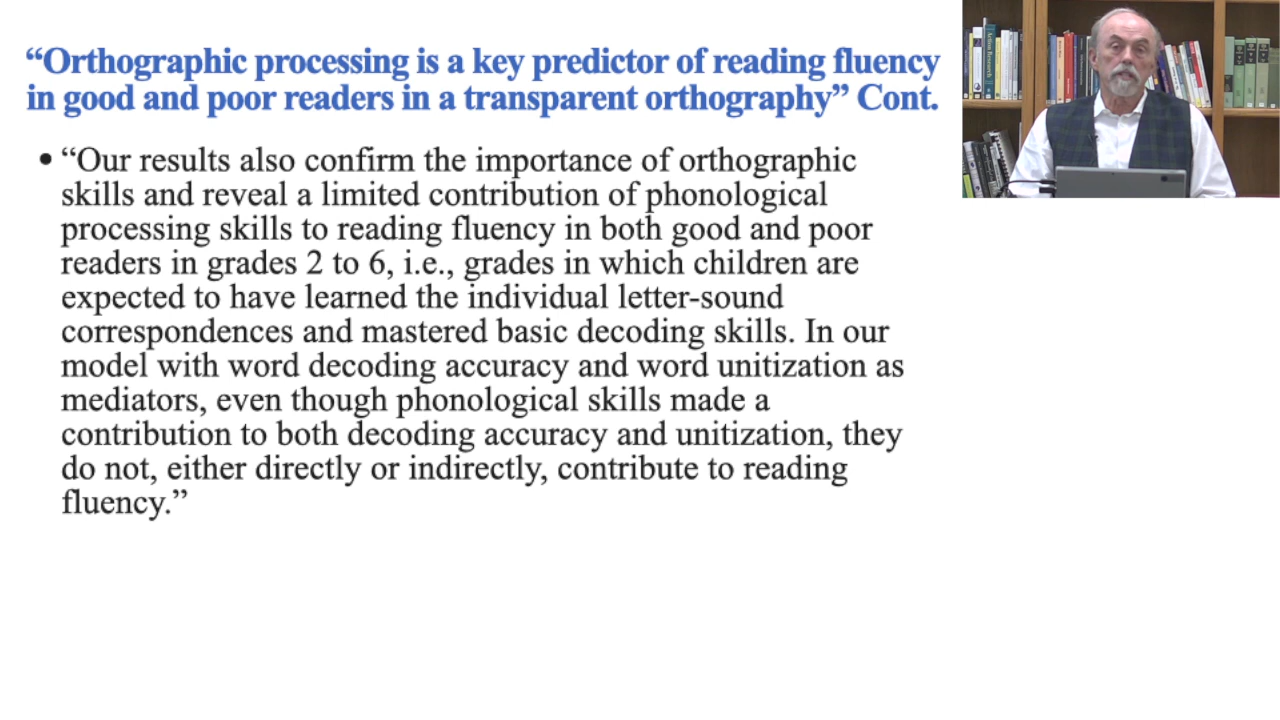 “Orthographic processing is a key predictor of reading fluency
in good and poor readers in a transparent orthography” Cont.
• “Our results also confirm the importance of orthographic
skills and reveal a limited contribution of phonological
processing skills to reading fluency in both good and poor
readers in grades 2 to 6, i.e., grades in which children are
expected to have learned the individual letter-sound
correspondences and mastered basic decoding skills. In our
model with word decoding accuracy and word unitization as
mediators, even though phonological skills made a
contribution to both decoding accuracy and unitization, they
do not, either directly or indirectly, contribute to reading
fluency.”
Action Research